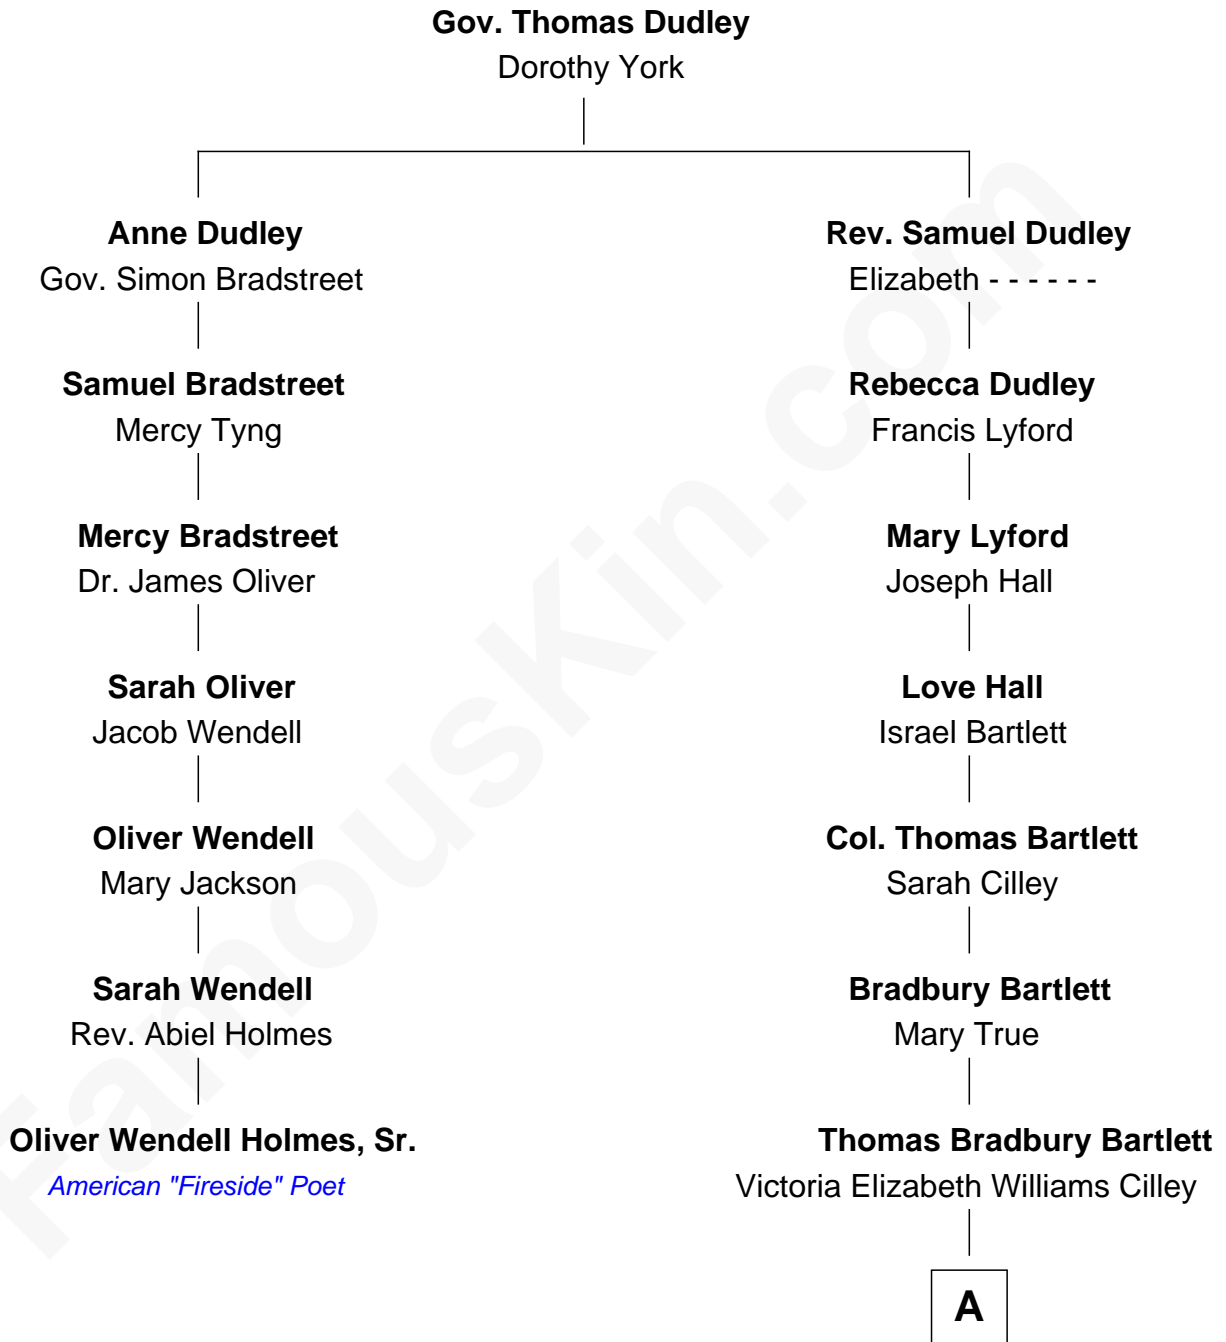 Gov. Thomas Dudley
Dorothy York
Anne Dudley
Gov. Simon Bradstreet
Rev. Samuel Dudley
Elizabeth - - - - - -
Samuel Bradstreet
Mercy Tyng
Rebecca Dudley
Francis Lyford
Mercy Bradstreet
Dr. James Oliver
Mary Lyford
Joseph Hall
Sarah Oliver
Jacob Wendell
Love Hall
Israel Bartlett
Oliver Wendell
Mary Jackson
Col. Thomas Bartlett
Sarah Cilley
Sarah Wendell
Rev. Abiel Holmes
Bradbury Bartlett
Mary True
Oliver Wendell Holmes, Sr.
American "Fireside" Poet
Thomas Bradbury Bartlett
Victoria Elizabeth Williams Cilley
A
FamousKin.com